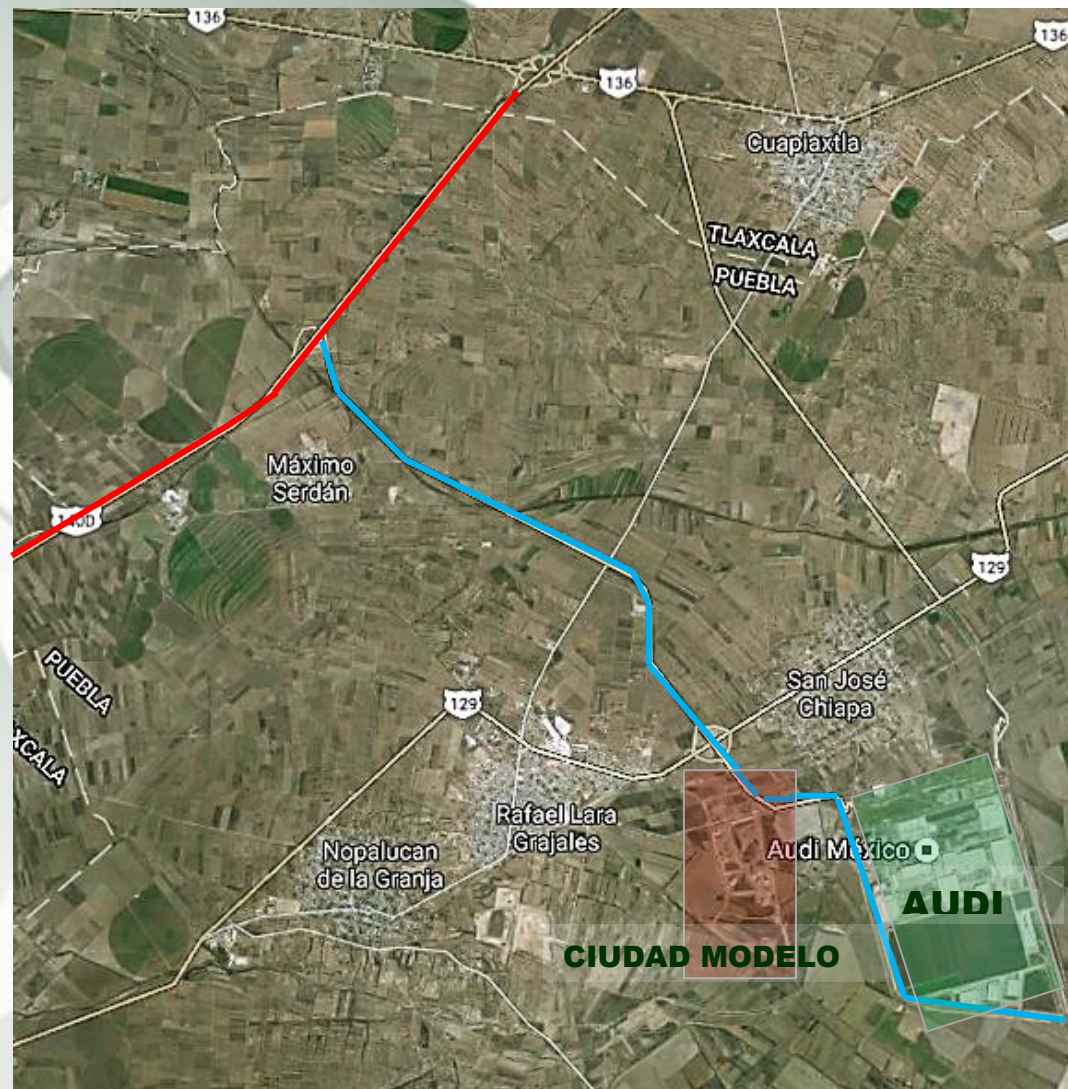 136
136
136
Cuapiaxtla
TLAXCALA
PUEBLA
Máximo
Serdán
140D
129
PUEBLA
XCALA
129
San José
Chiapa
Rafael Lara
Grajales
Nopalucan
de la Granja
Audi México
AUDI
CIUDAD MODELO